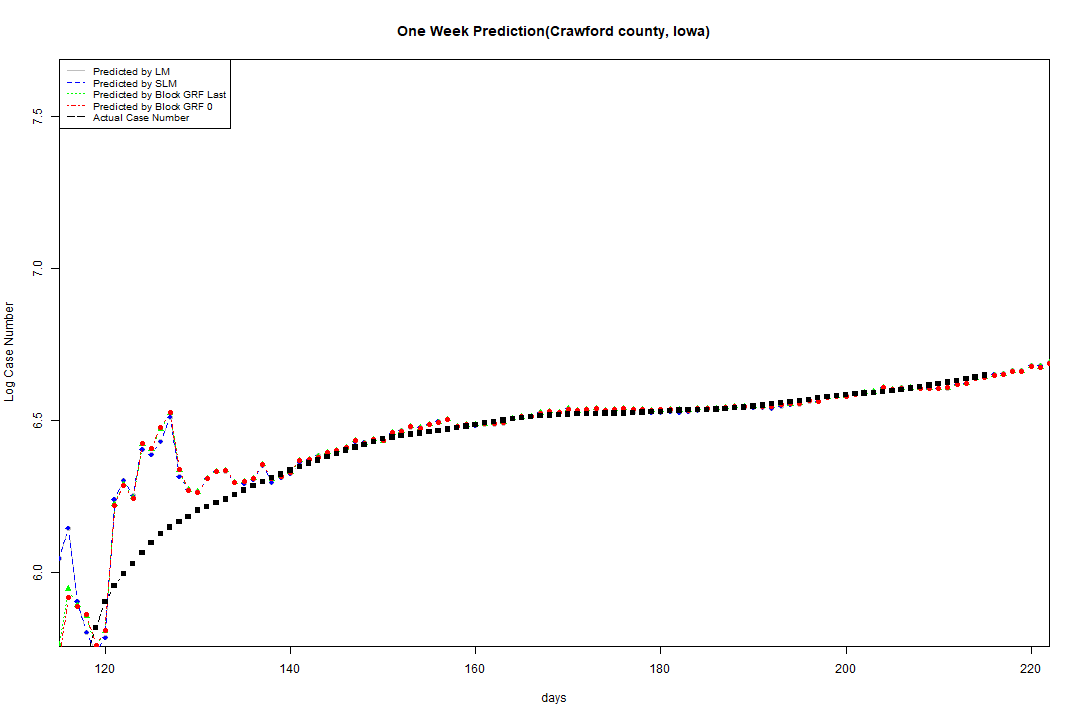 One Week Prediction(Crawford county, Iowa)
Predicted by LM
Predicted by SLM
Predicted by Block GRF Last
Predicted by Block GRF 0
Actual Case Number
7.5
7.0
6.5
6.0
Log Case Number
120 140 160 180 200 220
days